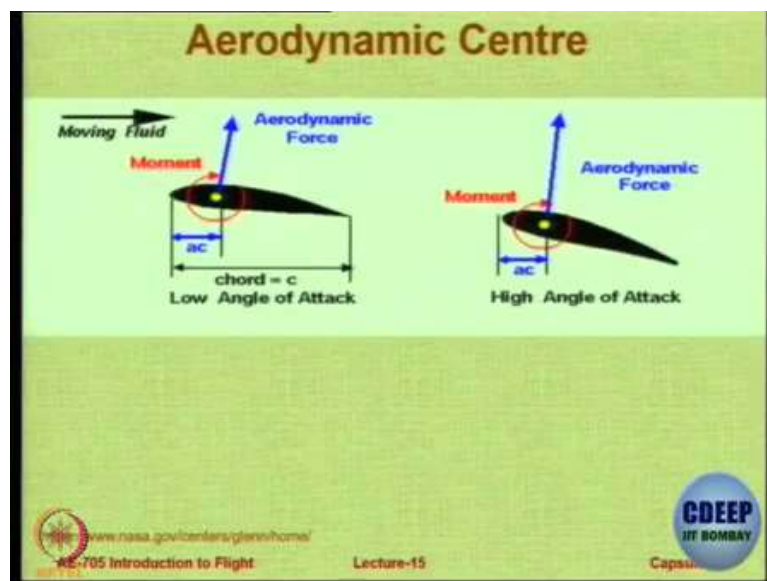 Aerodynamic Centre
Moving Fluid
Aerodynamic
Force
Moment
ac
chord = c
Low Angle of Attack
Aerodynamic
Force
Moment
ac
High Angle of Attack
www.nasa.gov/centers/glenn/home/
CDEEP
IIT BOMBAY
AE-705 Introduction to Flight
Lecture-15
NPTEL